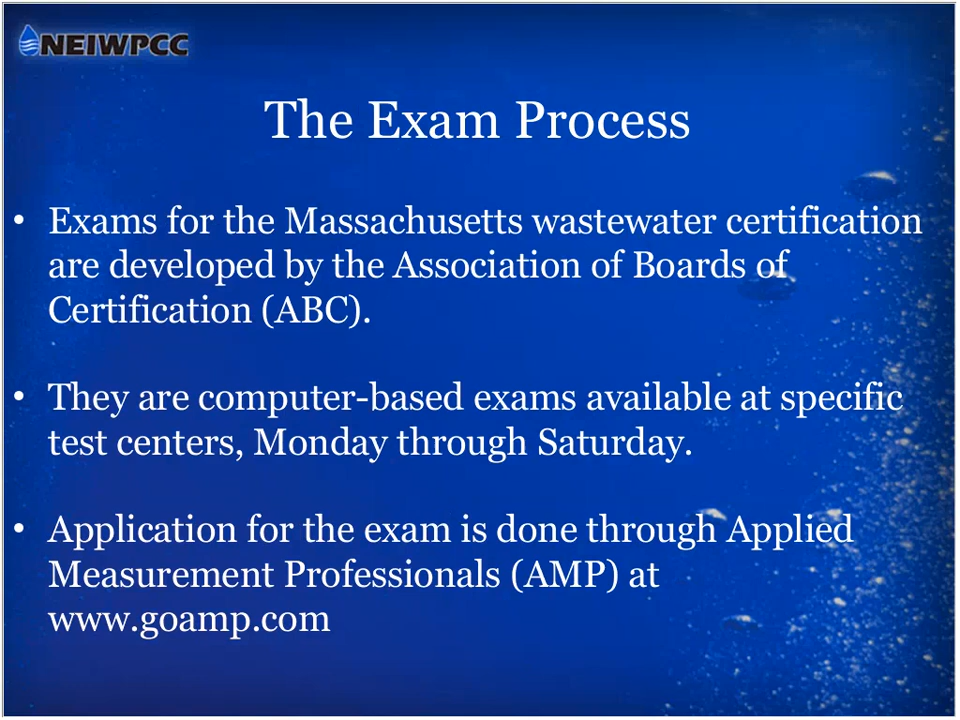 NEIWPCC
The Exam Process
• Exams for the Massachusetts wastewater certification
are developed by the Association of Boards of
Certification (ABC).
• They are computer-based exams available at specific
test centers, Monday through Saturday.
• Application for the exam is done through Applied
Measurement Professionals (AMP) at
www.goamp.com